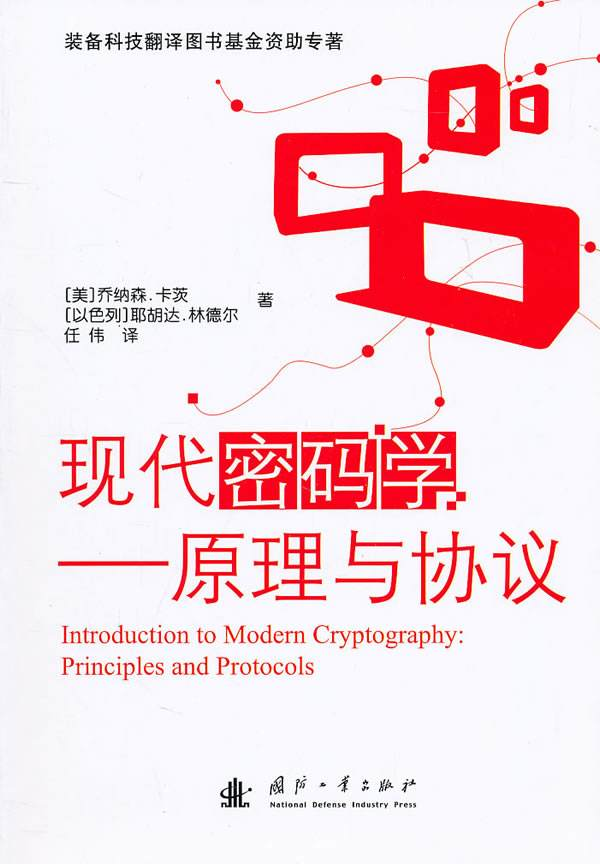 装备科技翻译图书基金资助专著
[美]乔纳森.卡茨
[以色列]耶胡达.林德尔 著
任 伟 译
现代密码学
——原理与协议
Introduction to Modern Cryptography:
Principles and Protocols
国防工业出版社
National Defense Industry Press